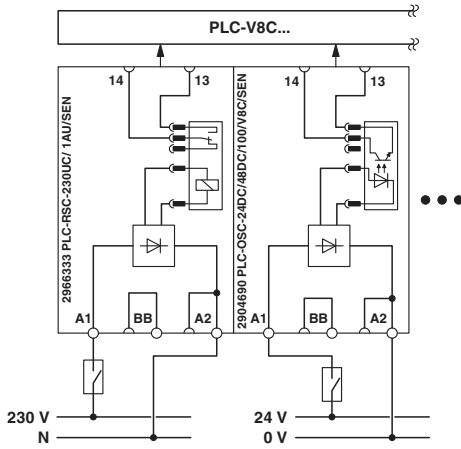 PLC-V8C...
14
13
14
13
2966333 PLC-RSC-230UC/ 1AU/SEN
2904690 PLC-OSC-24DC/48DC/100/V8C/SEN
A1
BB
A2
A1
BB
A2
230 V
N
24 V
0 V